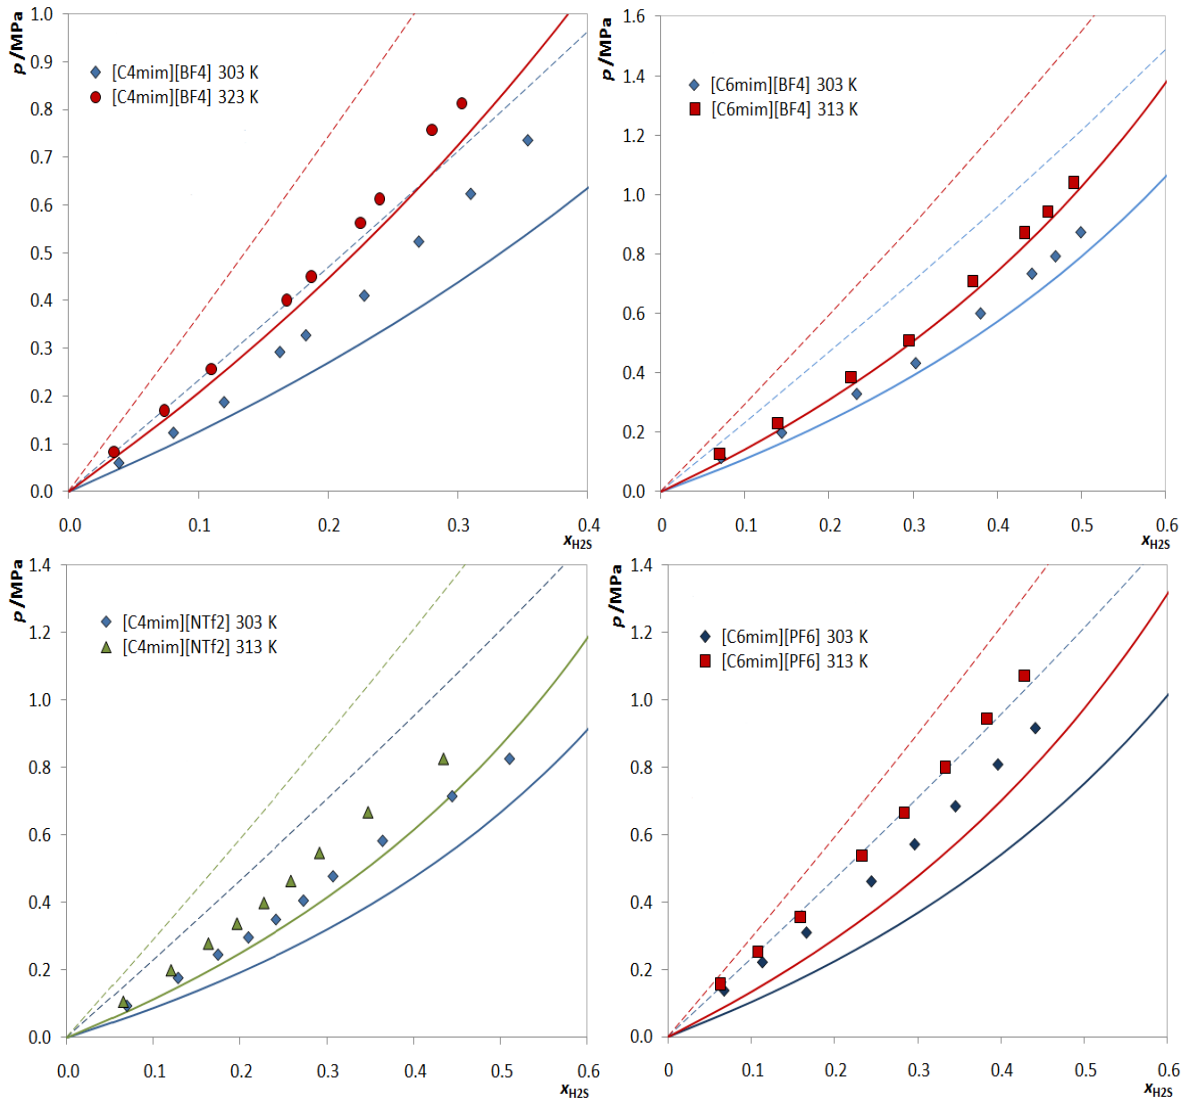 p /MPa
1.0
0.9
0.8
0.7
0.6
0.5
0.4
0.3
0.2
0.1
0.0
[C4mim][BF4] 303 K
[C4mim][BF4] 323 K
0.0 0.1 0.2 0.3 0.4
xH2S
p /MPa
1.6
1.4
1.2
1.0
0.8
0.6
0.4
0.2
0.0
[C6mim][BF4] 303 K
[C6mim][BF4] 313 K
0.0 0.1 0.2 0.3 0.4 0.5 0.6
xH2S
p /MPa
1.4
1.2
1.0
0.8
0.6
0.4
0.2
0.0
[C4mim][NTf2] 303 K
[C4mim][NTf2] 313 K
0.0 0.1 0.2 0.3 0.4 0.5 0.6
xH2S
p /MPa
1.4
1.2
1.0
0.8
0.6
0.4
0.2
0.0
[C6mim][PF6] 303 K
[C6mim][PF6] 313 K
0 0.1 0.2 0.3 0.4 0.5 0.6
xH2S